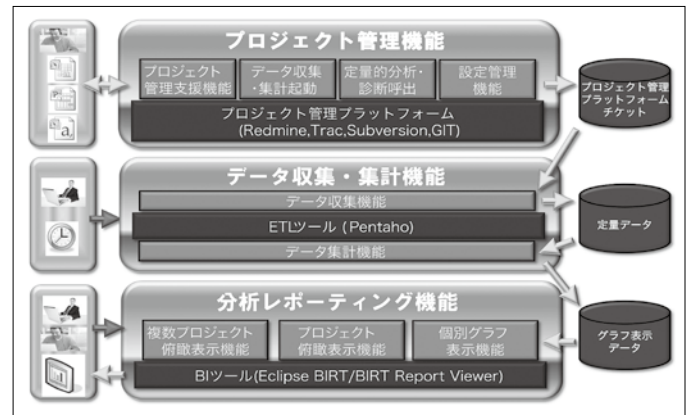 プロジェクト管理機能
プロジェクト
管理支援機能
データ収集
・集計起動
定量的分析・
診断呼出
設定管理
機能
プロジェクト管理プラットフォーム
(Redmine,Trac,Subversion,GIT)
プロジェクト管理
プラットフォーム
チケット
a
データ収集・集計機能
データ収集機能
ETLツール (Pentaho)
データ集計機能
定量データ
分析レポーティング機能
複数プロジェクト
俯瞰表示機能
プロジェクト
俯瞰表示機能
個別グラフ
表示機能
BIツール(Eclipse BIRT/BIRT Report Viewer)
グラフ表示
データ